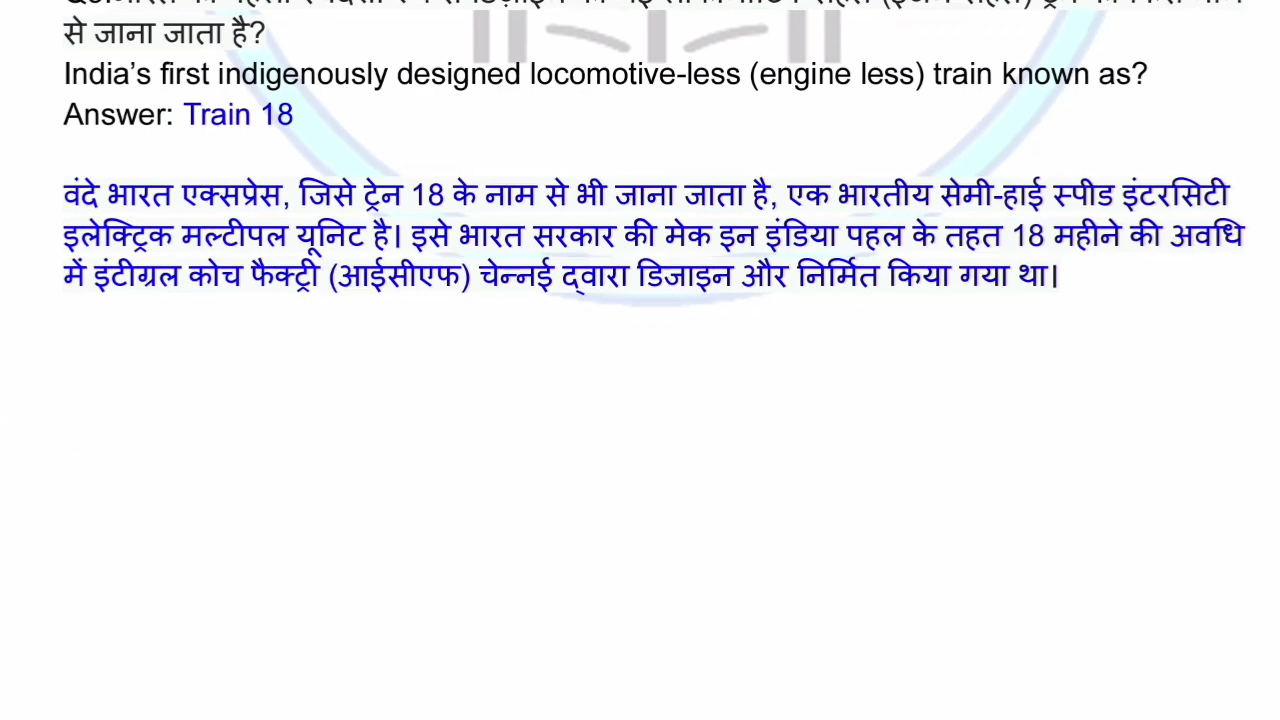 से जाना जाता है?
India’s first indigenously designed locomotive-less (engine less) train known as?
Answer: Train 18
वंदे भारत एक्सप्रेस, जिसे ट्रेन 18 के नाम से भी जाना जाता है, एक भारतीय सेमी-हाई स्पीड इंटरसिटी
इलेक्ट्रिक मल्टीपल यूनिट है। इसे भारत सरकार की मेक इन इंडिया पहल के तहत 18 महीने की अवधि
में इंटीग्रल कोच फैक्ट्री (आईसीएफ) चेन्नई द्वारा डिजाइन और निर्मित किया गया था।